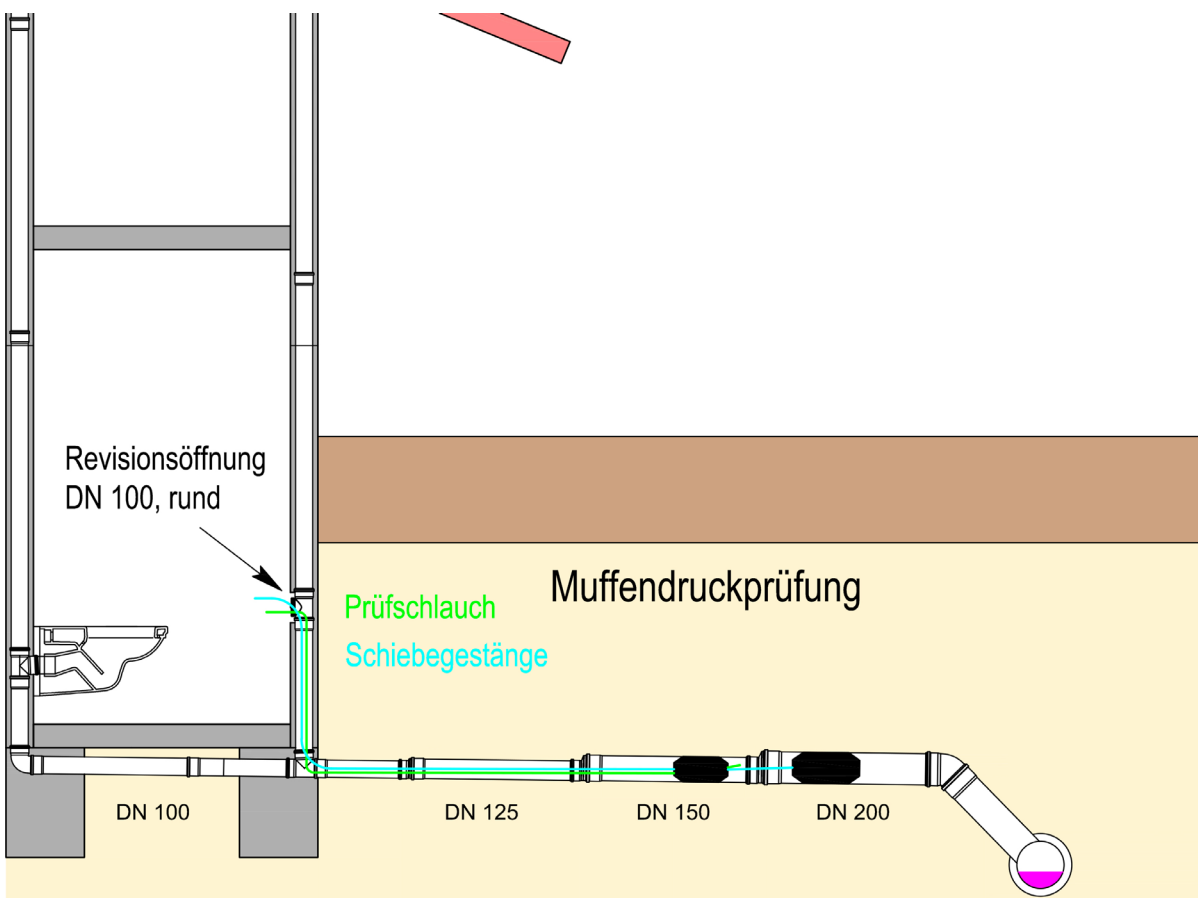 Revisionsöffnung
DN 100, rund
Muffendruckprüfung
Prüfschlauch
Schiebegestänge
DN 100
DN 125
DN 150
DN 200